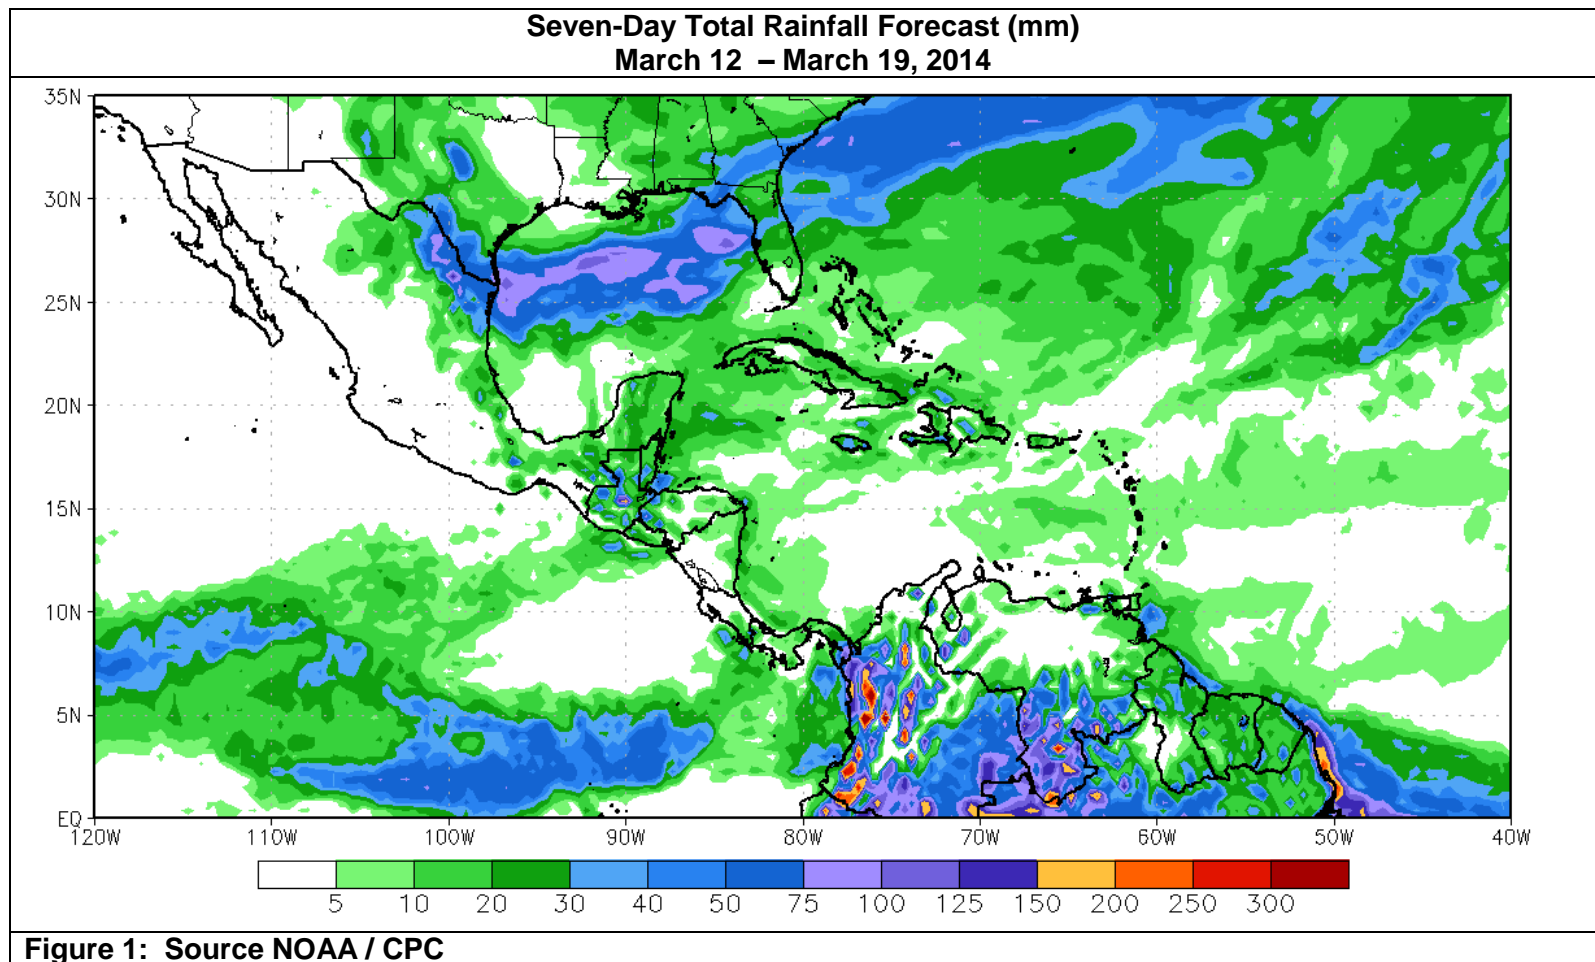 Seven-Day Total Rainfall Forecast (mm)
March 12 – March 19, 2014
35N
30N
25N
20N
15N
10N
5N
EQ
120W 110W 100W 90W 80W 70W 60W 50W 40W
5 10 20 30 40 50 75 100 125 150 200 250 300
Figure 1: Source NOAA / CPC